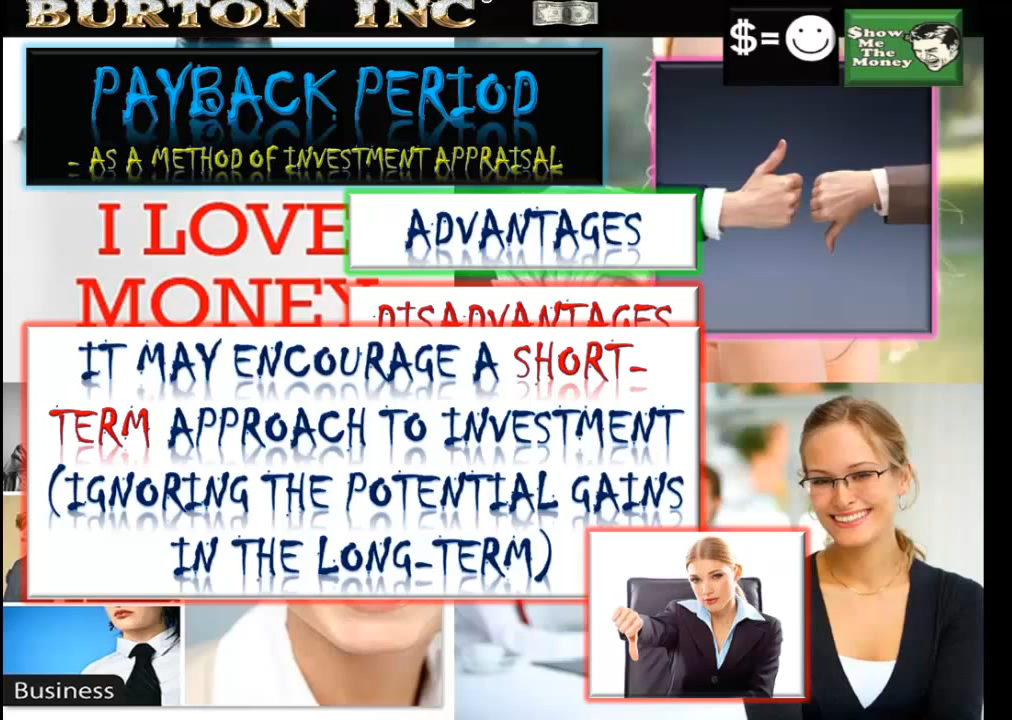 BURTON INC
$=
Show
Me
The
Money
PAYBACK PERIOD
- AS A METHOD OF INVESTMENT APPRAISAL
I LOVE
MONEY
ADVANTAGES
DISADVANTAGES
IT MAY ENCOURAGE A SHORT-
TERM APPROACH TO INVESTMENT
(IGNORING THE POTENTIAL GAINS
IN THE LONG-TERM)
Business